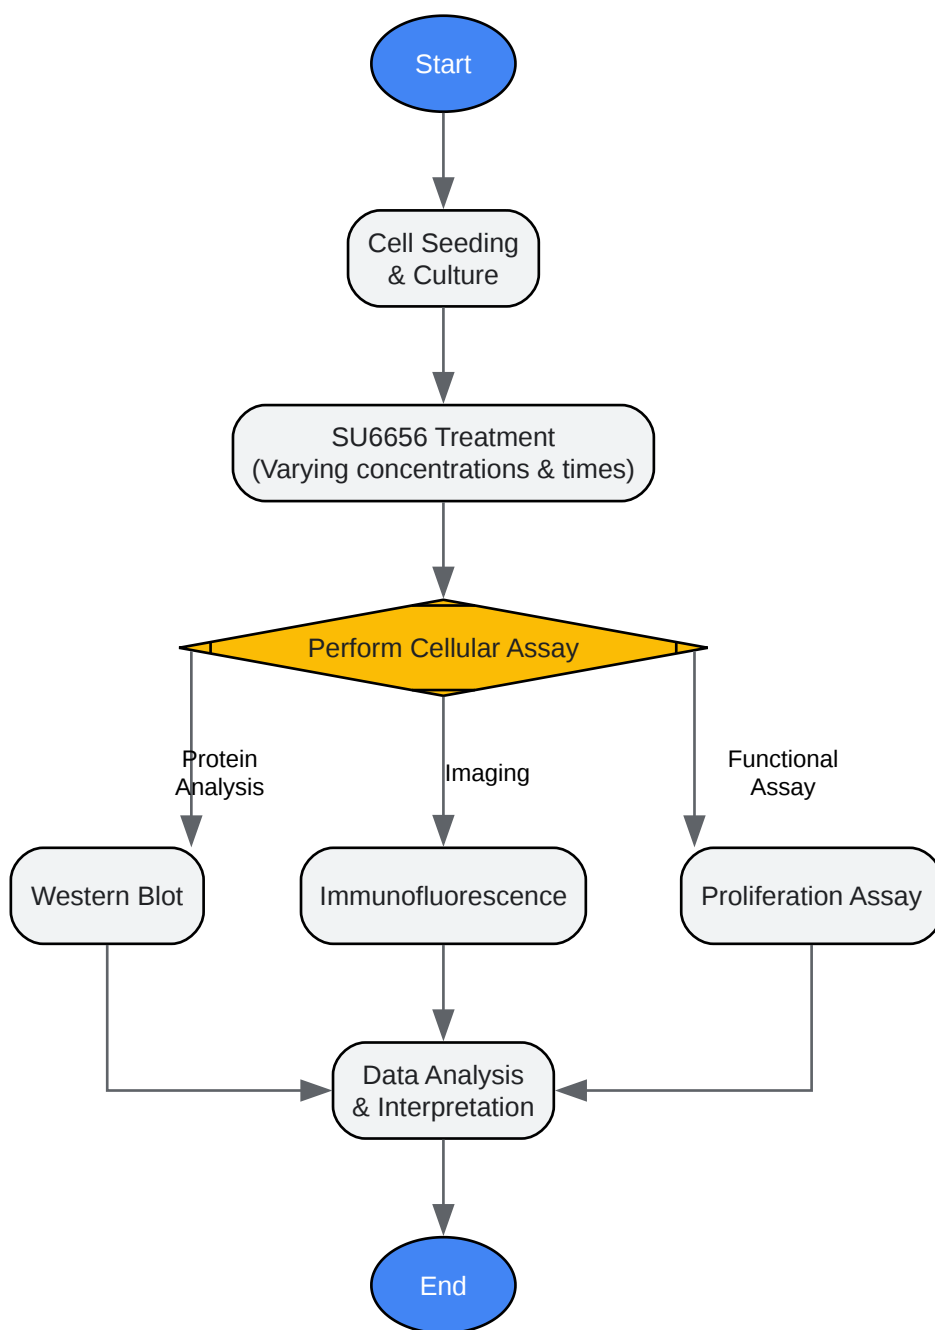 Start
Cell Seeding
& Culture
SU6656 Treatment
(Varying concentrations & times)
Perform Cellular Assay
Protein
Analysis
Imaging
Functional
Assay
Western Blot
Immunofluorescence
Proliferation Assay
Data Analysis
& Interpretation
End